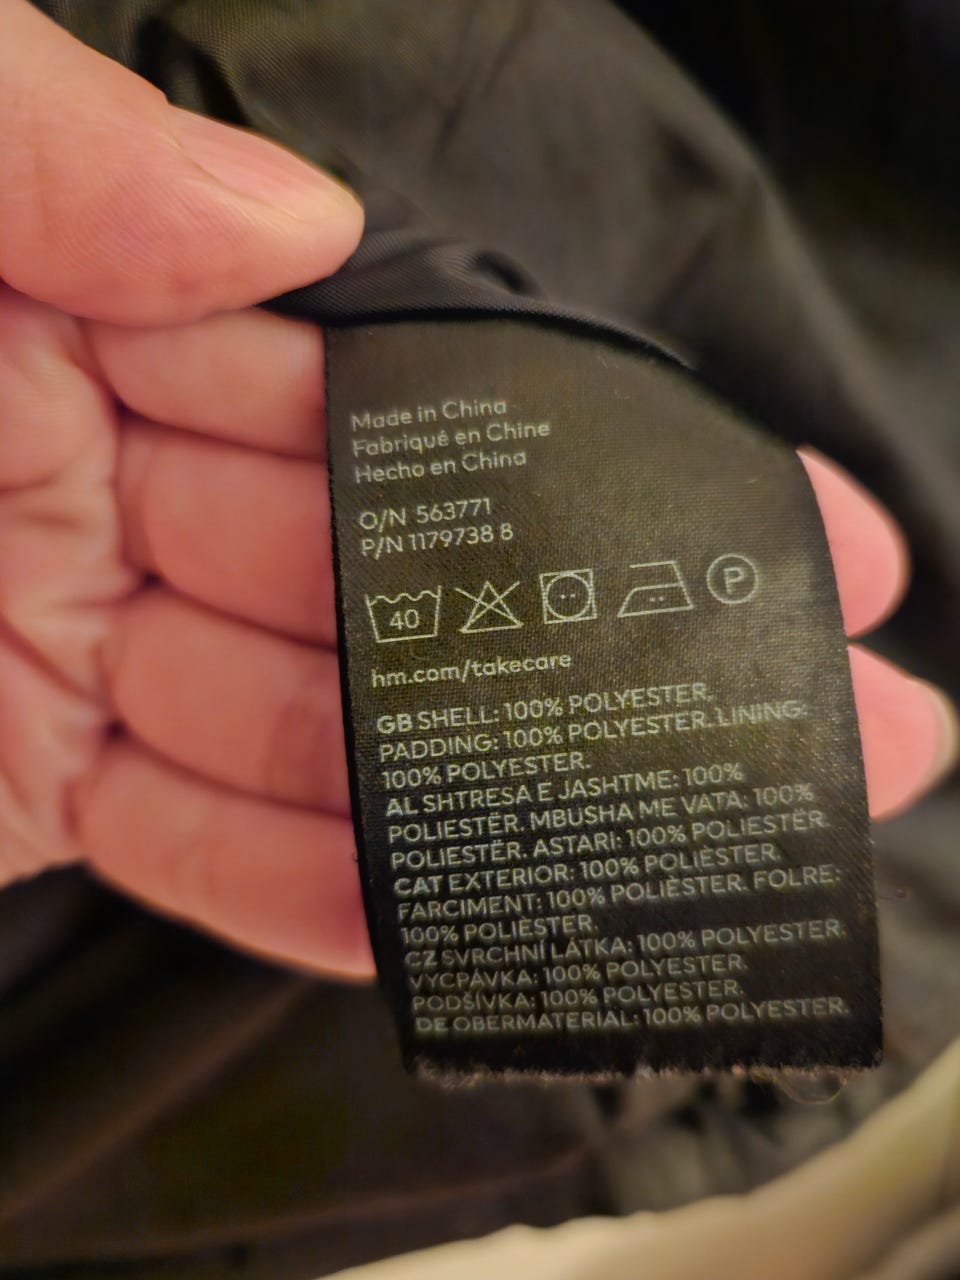 Made in China
Fabriqué en Chine
Hecho en China
O/N 563771
P/N 1179738 8
40
P
hm.com/takecare
GB SHELL: 100% POLYESTER.
PADDING: 100% POLYESTER. LINING:
100% POLYESTER.
AL SHTRESA E JASHTME: 100%
POLIESTËR. MBUSHA ME VATA: 100%
POLIESTËR. ASTARI: 100% POLIESTËR.
CAT EXTERIOR: 100% POLIÈSTER.
FARCIMENT: 100% POLIÈSTER. FOLRE:
100% POLIÈSTER.
CZ SVRCHNÍ LÁTKA: 100% POLYESTER.
VÝCPÁVKA: 100% POLYESTER.
PODŠÍVKA: 100% POLYESTER.
DE OBERMATERIAL: 100% POLYESTER.